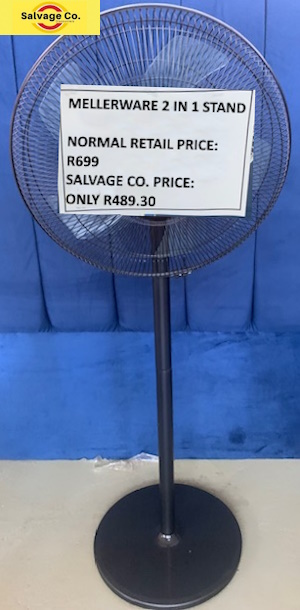 Salvage Co.
MELLERWARE 2 IN 1 STAND
NORMAL RETAIL PRICE:
R699
SALVAGE CO. PRICE:
ONLY R489.30